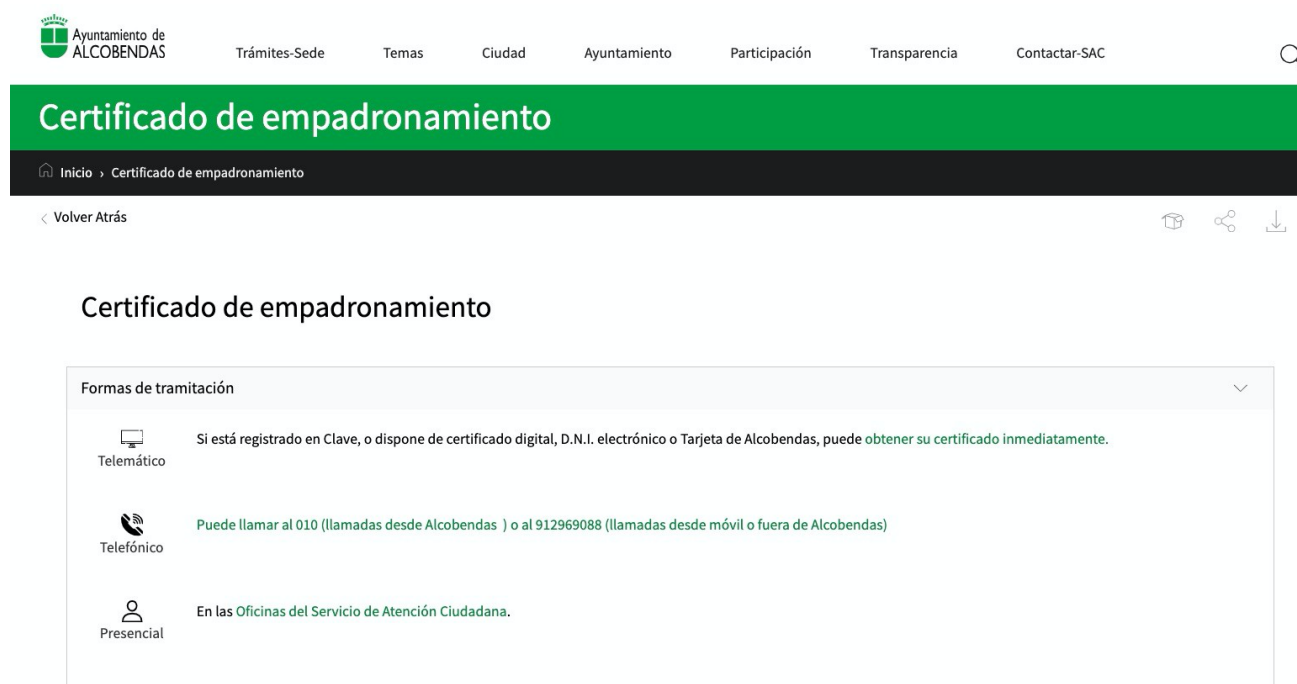 Ayuntamiento de
ALCOBENDAS
Trámites-Sede Temas Ciudad Ayuntamiento Participación Transparencia Contactar-SAC
Certificado de empadronamiento
Inicio › Certificado de empadronamiento
‹ Volver Atrás
Certificado de empadronamiento
Formas de tramitación
Si está registrado en Clave, o dispone de certificado digital, D.N.I. electrónico o Tarjeta de Alcobendas, puede obtener su certificado inmediatamente.
Telemático
Puede llamar al 010 (llamadas desde Alcobendas ) o al 912969088 (llamadas desde móvil o fuera de Alcobendas)
Telefónico
En las Oficinas del Servicio de Atención Ciudadana.
Presencial